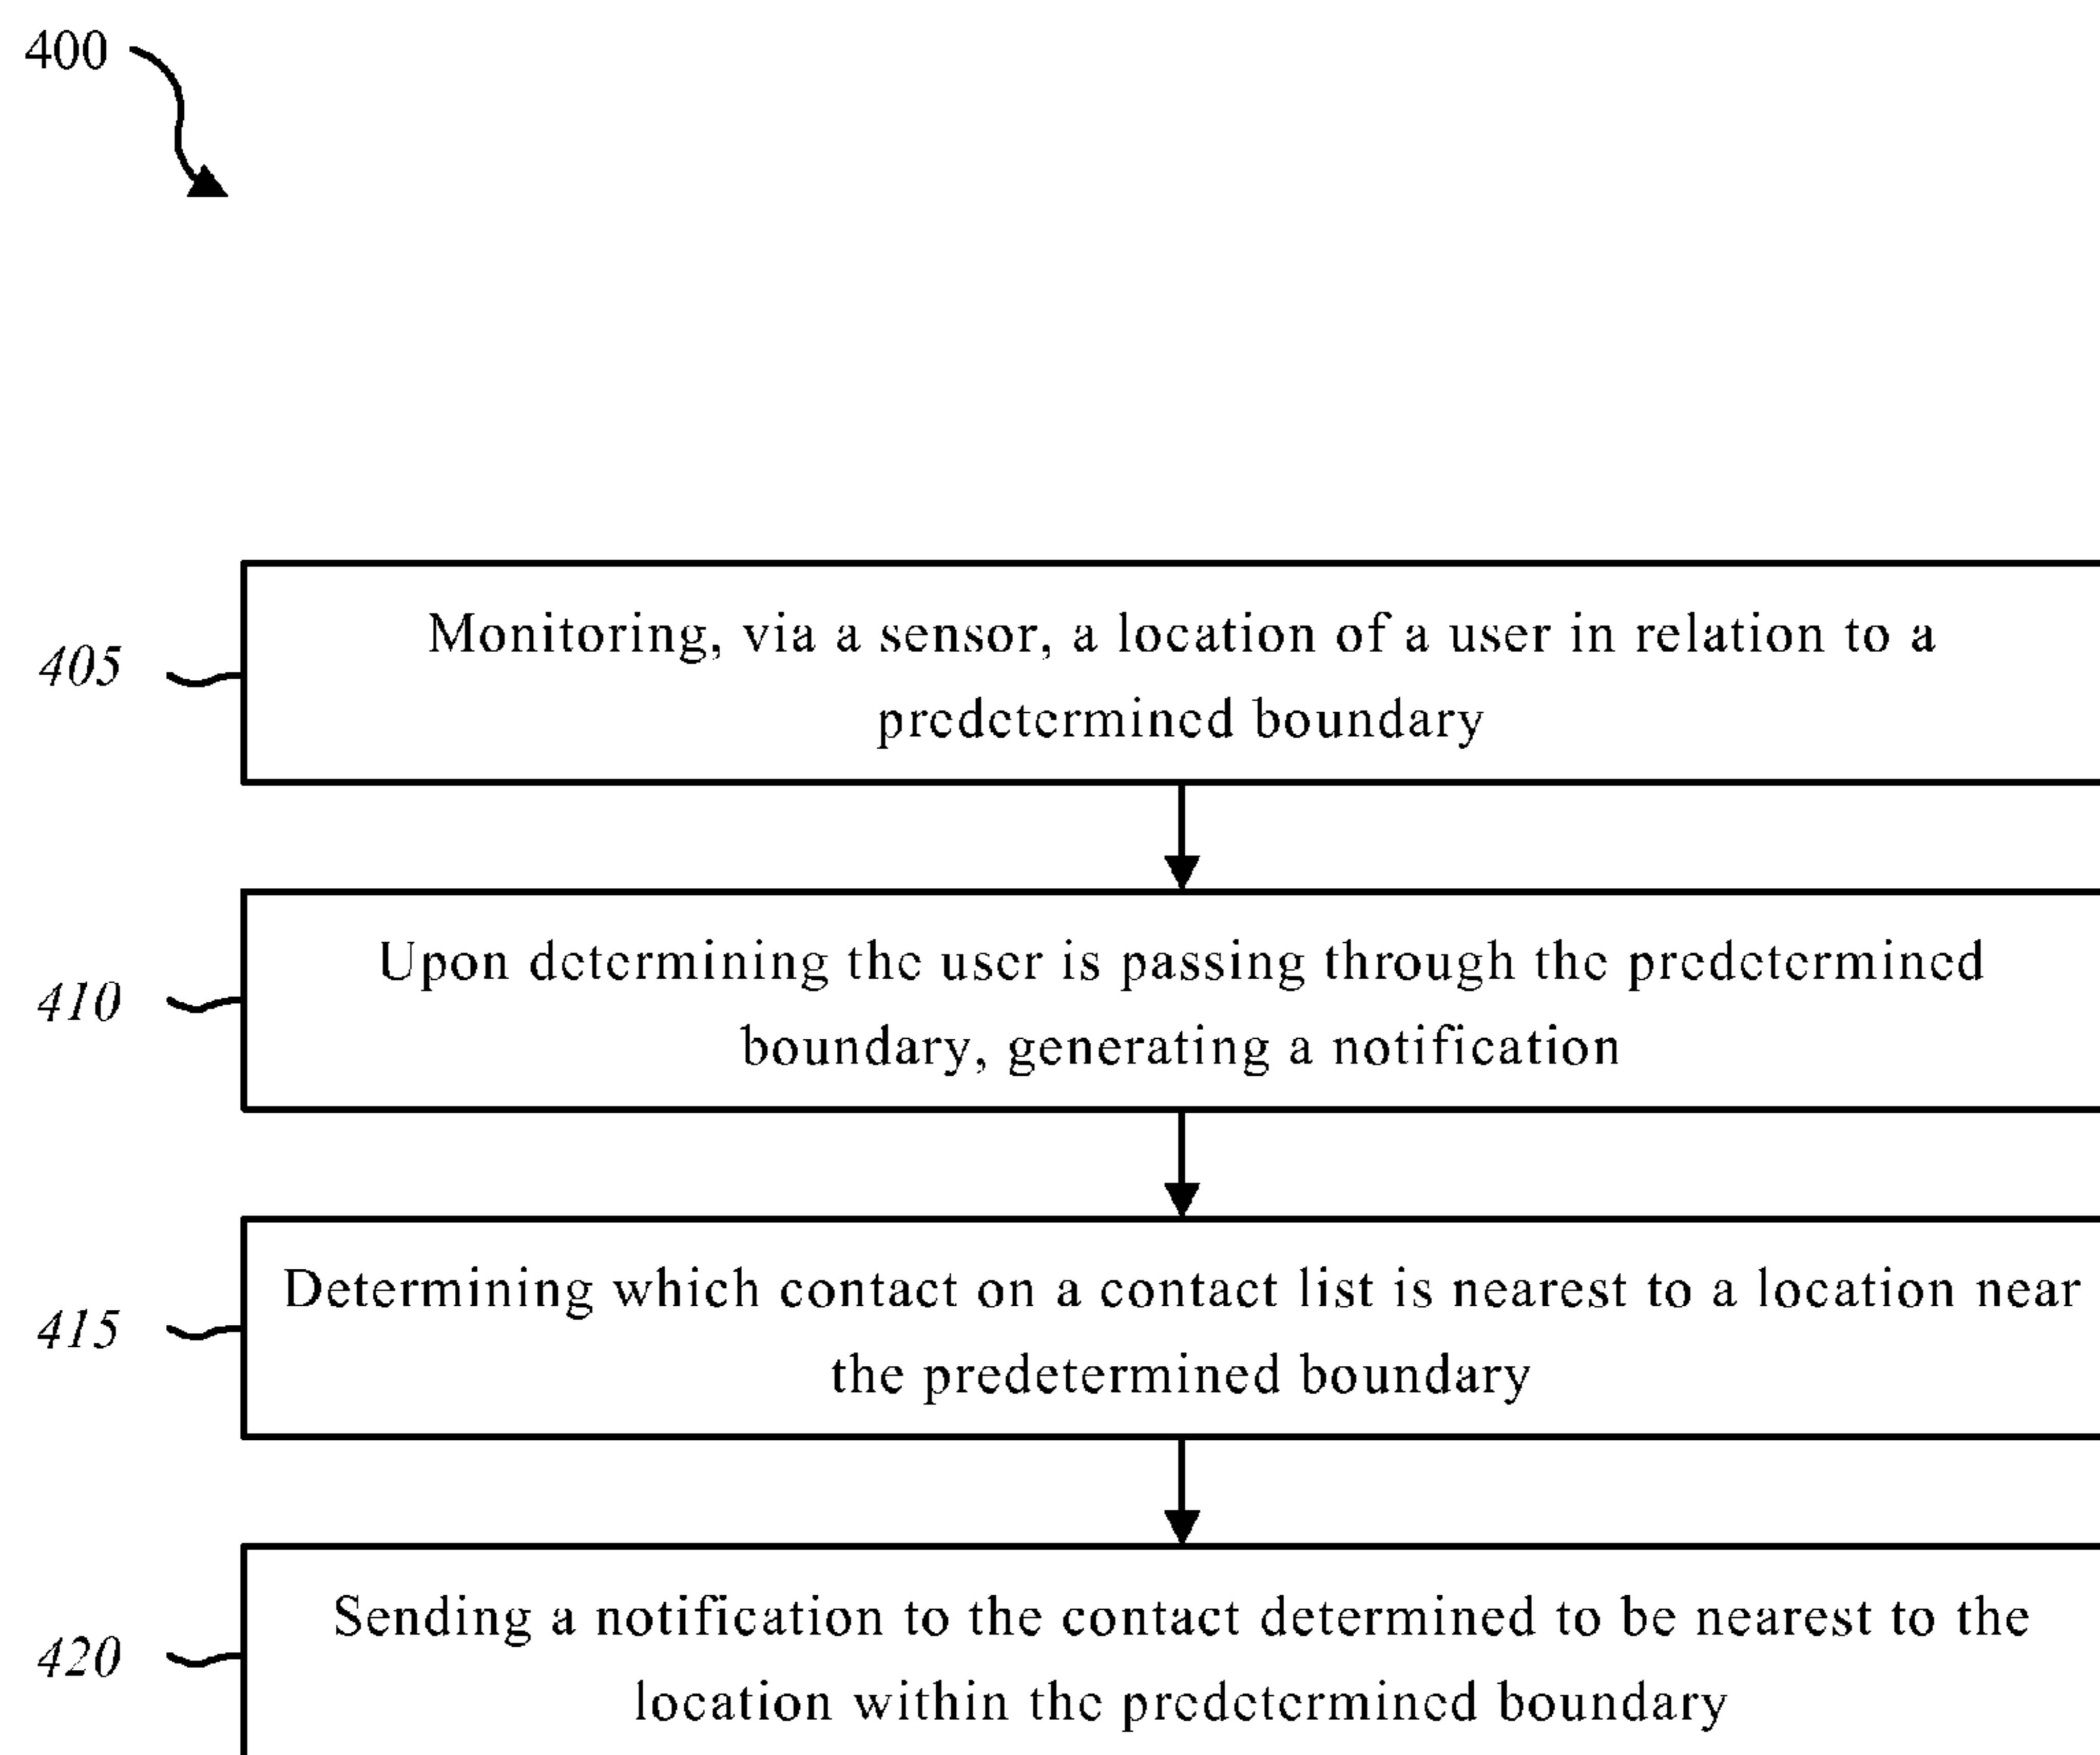 400
405
Monitoring, via a sensor, a location of a user in relation to a
predetermined boundary
410
Upon determining the user is passing through the predetermined
boundary, generating a notification
415
Determining which contact on a contact list is nearest to a location near
the predetermined boundary
420
Sending a notification to the contact determined to be nearest to the
location within the predetermined boundary